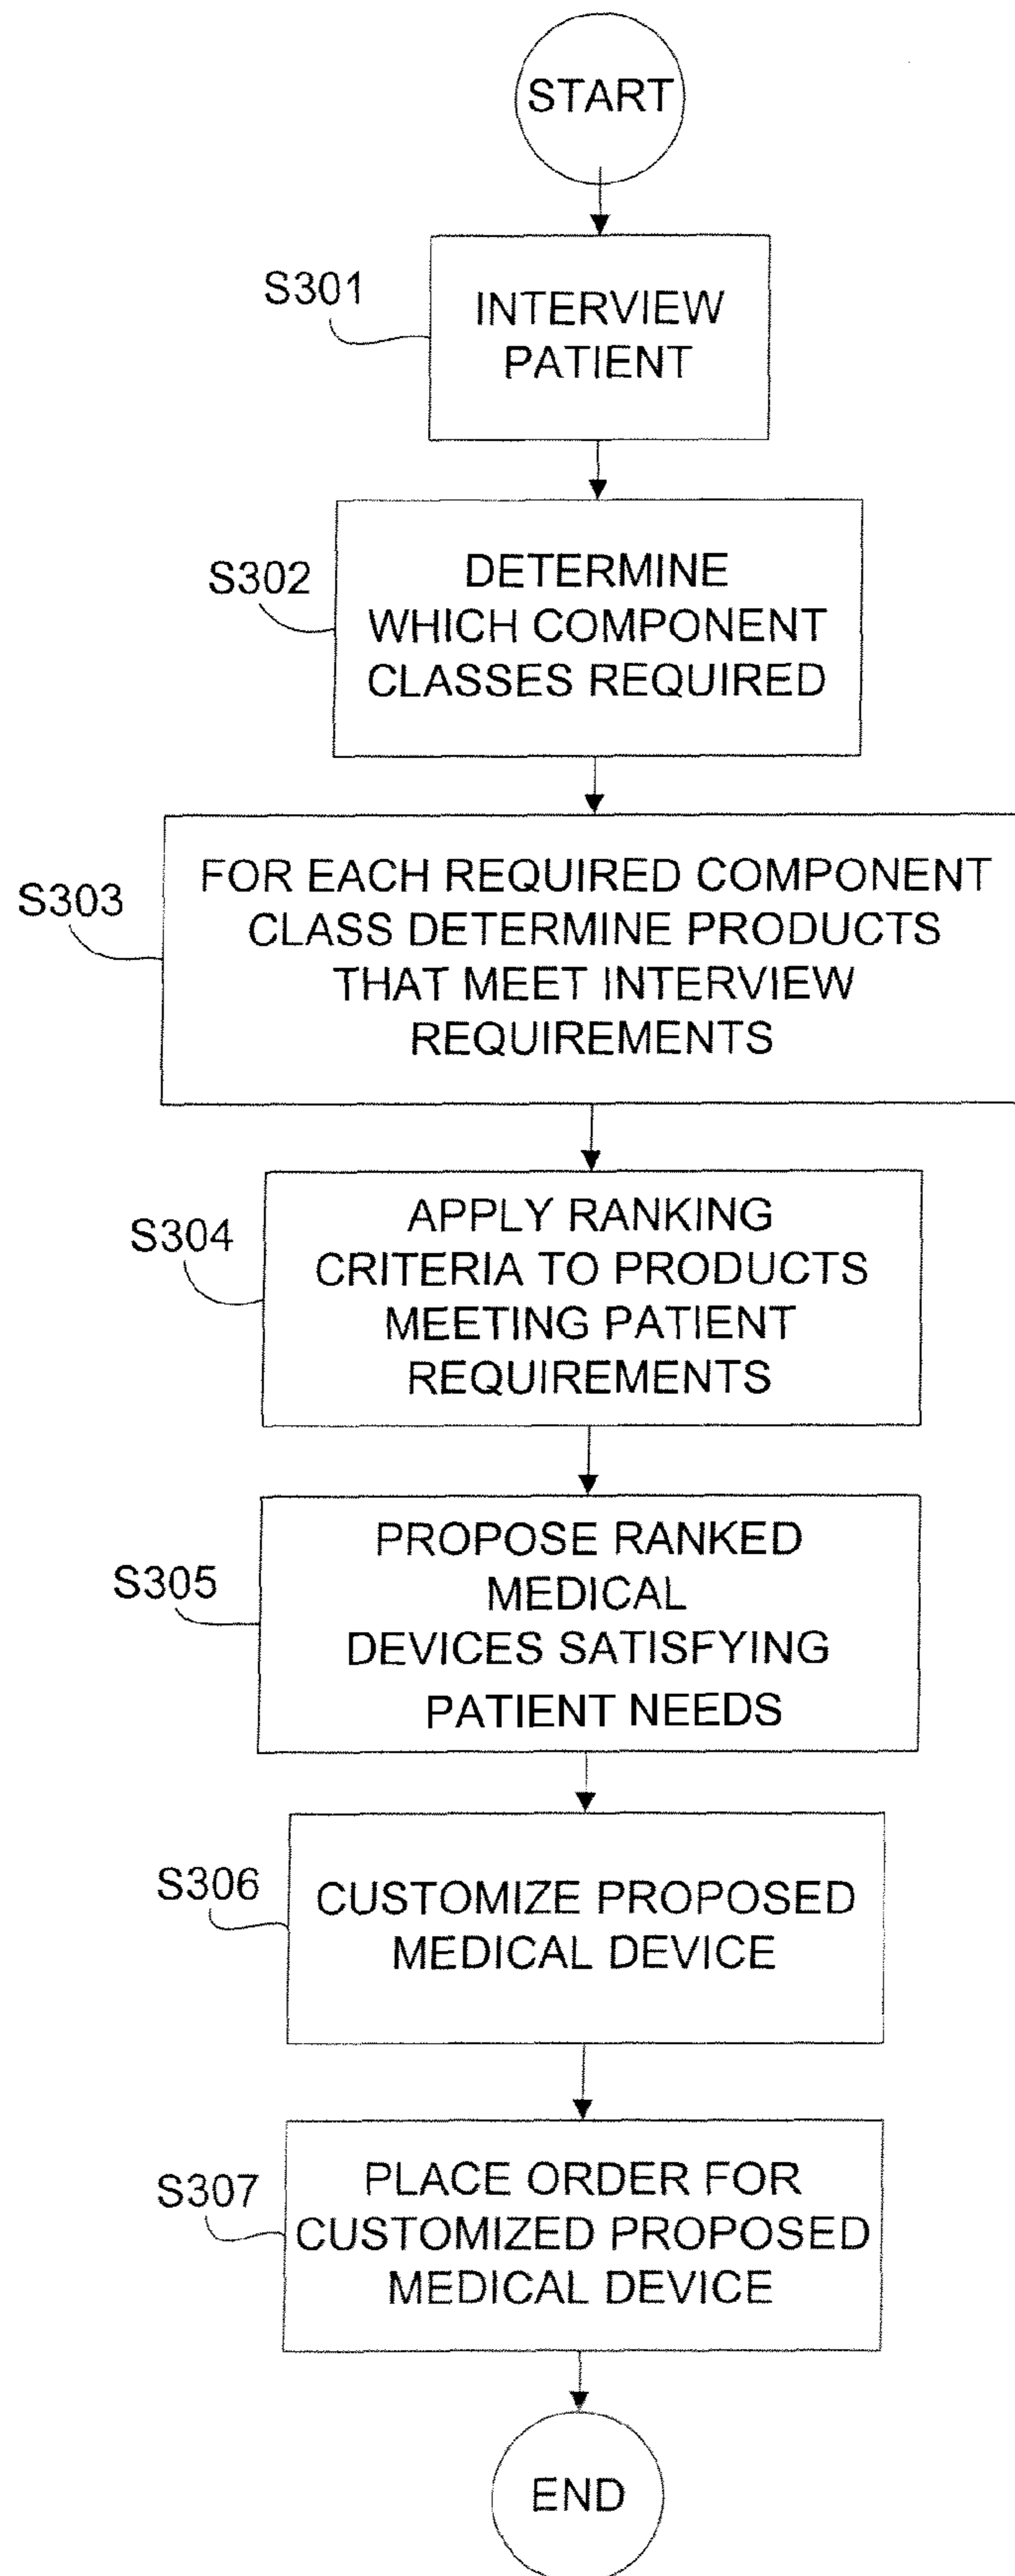 START
S301
INTERVIEW
PATIENT
S302
DETERMINE
WHICH COMPONENT
CLASSES REQUIRED
S303
FOR EACH REQUIRED COMPONENT
CLASS DETERMINE PRODUCTS
THAT MEET INTERVIEW
REQUIREMENTS
S304
APPLY RANKING
CRITERIA TO PRODUCTS
MEETING PATIENT
REQUIREMENTS
S305
PROPOSE RANKED
MEDICAL
DEVICES SATISFYING
PATIENT NEEDS
S306
CUSTOMIZE PROPOSED
MEDICAL DEVICE
S307
PLACE ORDER FOR
CUSTOMIZED PROPOSED
MEDICAL DEVICE
END